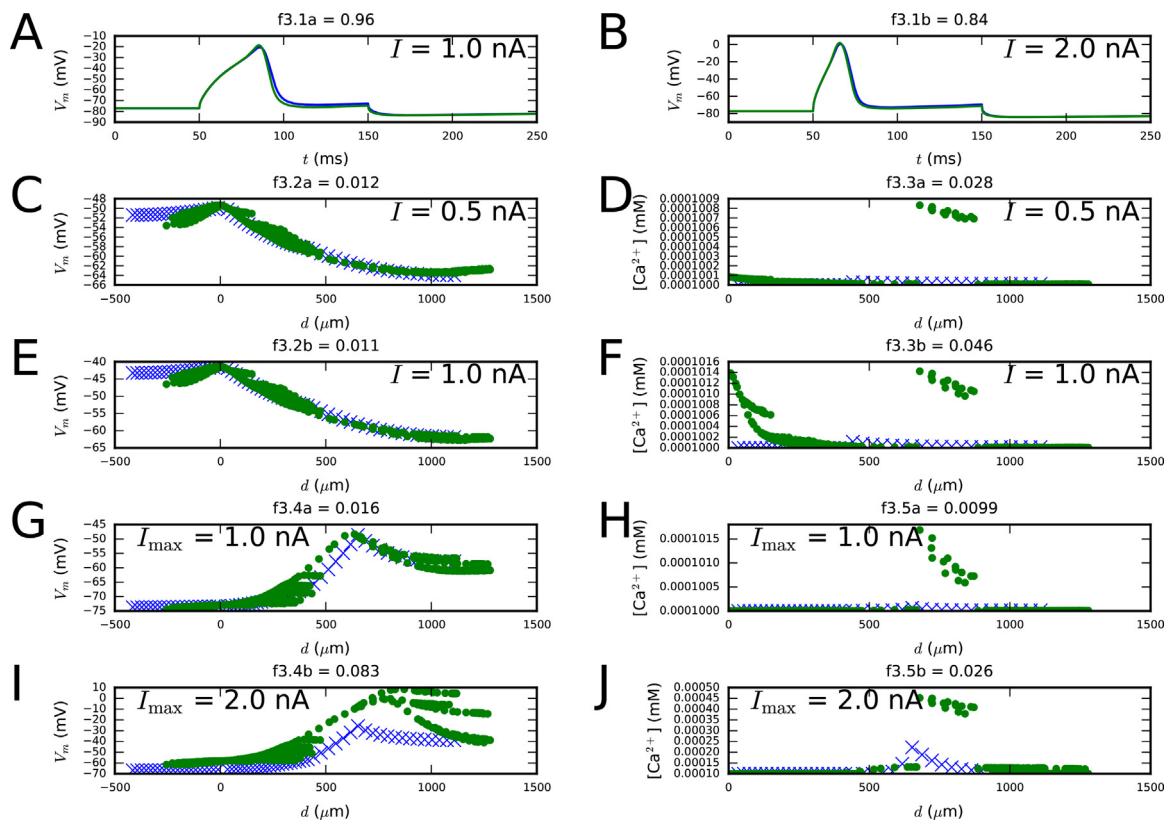 A
f3.1a = 0.96
I = 1.0 nA
V_m (mV)
−10
−20
−30
−40
−50
−60
−70
−80
−90
0 50 100 150 200 250
t (ms)
B
f3.1b = 0.84
I = 2.0 nA
V_m (mV)
0
−20
−40
−60
−80
0 50 100 150 200 250
t (ms)
C
f3.2a = 0.012
I = 0.5 nA
V_m (mV)
−48
−50
−52
−54
−56
−58
−60
−62
−64
−66
−500 0 500 1000 1500
d (μm)
D
f3.3a = 0.028
I = 0.5 nA
[Ca²⁺] (mM)
0.0001009
0.0001008
0.0001007
0.0001006
0.0001005
0.0001004
0.0001003
0.0001002
0.0001001
0.0001000
0 500 1000 1500
d (μm)
E
f3.2b = 0.011
I = 1.0 nA
V_m (mV)
−40
−45
−50
−55
−60
−65
−500 0 500 1000 1500
d (μm)
F
f3.3b = 0.046
I = 1.0 nA
[Ca²⁺] (mM)
0.0001016
0.0001014
0.0001012
0.0001010
0.0001008
0.0001006
0.0001004
0.0001002
0.0001000
0 500 1000 1500
d (μm)
G
f3.4a = 0.016
I_max = 1.0 nA
V_m (mV)
−45
−50
−55
−60
−65
−70
−75
−500 0 500 1000 1500
d (μm)
H
f3.5a = 0.0099
I_max = 1.0 nA
[Ca²⁺] (mM)
0.0001015
0.0001010
0.0001005
0.0001000
0 500 1000 1500
d (μm)
I
f3.4b = 0.083
I_max = 2.0 nA
V_m (mV)
10
0
−10
−20
−30
−40
−50
−60
−70
−500 0 500 1000 1500
d (μm)
J
f3.5b = 0.026
I_max = 2.0 nA
[Ca²⁺] (mM)
0.00050
0.00045
0.00040
0.00035
0.00030
0.00025
0.00020
0.00015
0.00010
0 500 1000 1500
d (μm)